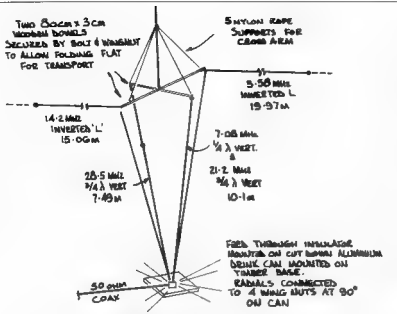 TWO 80CM x 3CM
WOODEN DOWELS
SECURED BY BOLT & WINGNUT
TO ALLOW FOLDING FLAT
FOR TRANSPORT
5 NYLON ROPE
SUPPORTS FOR
CROSS ARM
3.58 MHz
INVERTED L
19.97M
14.2 MHz
INVERTED 'L'
15.06M
7.08 MHz
1/4 λ VERT.
&
21.2 MHz
3/4 λ VERT
10.1M
28.5 MHz
3/4 λ VERT
7.49M
FEED THROUGH INSULATOR
MOUNTED ON CUT DOWN ALUMINIUM
DRINK CAN MOUNTED ON
TIMBER BASE.
RADIALS CONNECTED
TO 4 WING NUTS AT 90°
ON CAN
50 OHM
COAX